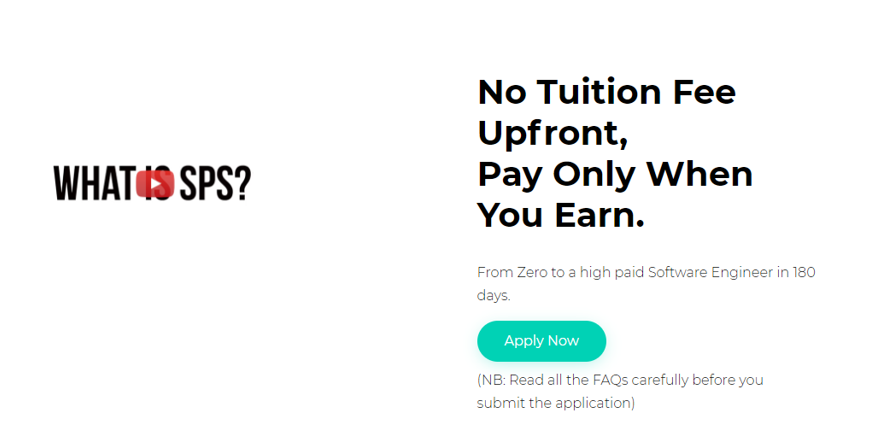 WHAT IS SPS?
No Tuition Fee
Upfront,
Pay Only When
You Earn.
From Zero to a high paid Software Engineer in 180
days.
Apply Now
(NB: Read all the FAQs carefully before you
submit the application)